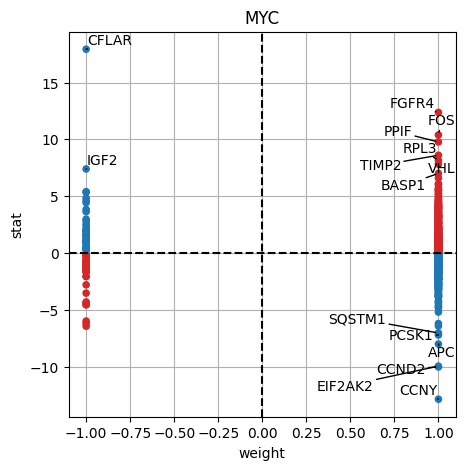 MYC
CFLAR
FGFR4
FOS
PPIF
RPL3
IGF2
TIMP2
VHL
BASP1
SQSTM1
PCSK1
APC
CCND2
EIF2AK2
CCNY
stat
15
10
5
0
−5
−10
−1.00 −0.75 −0.50 −0.25 0.00 0.25 0.50 0.75 1.00
weight